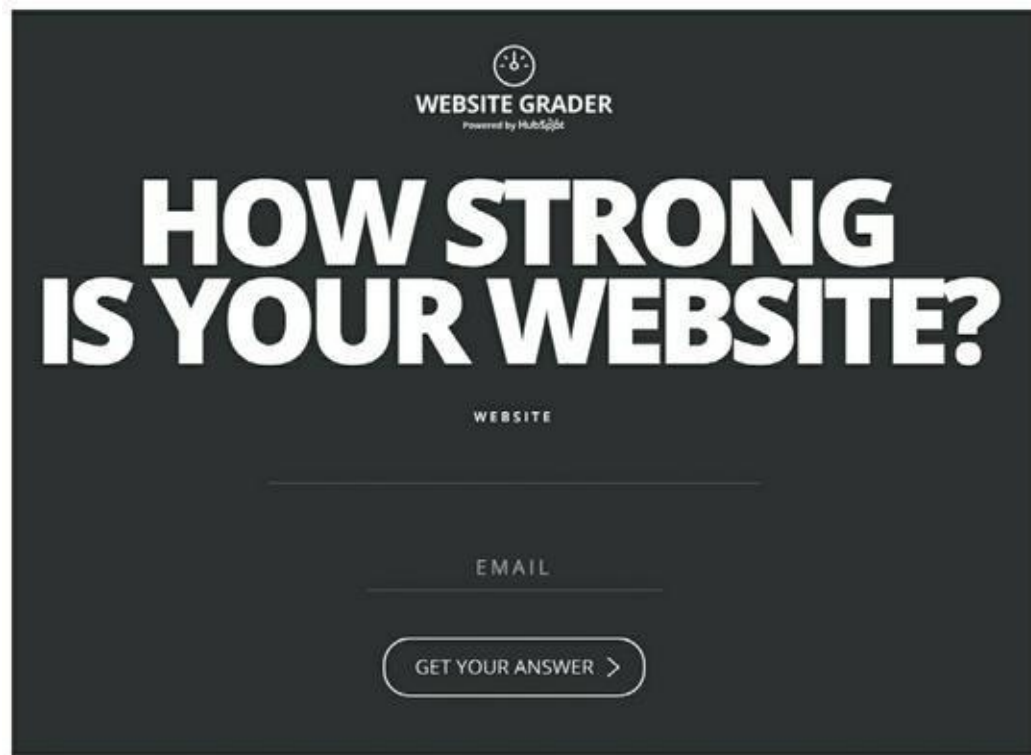 WEBSITE GRADER
Powered by HubSpot
HOW STRONG
IS YOUR WEBSITE?
WEBSITE
EMAIL
GET YOUR ANSWER